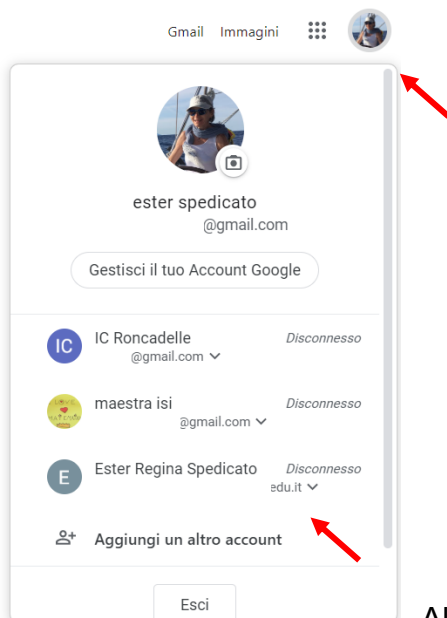 Gmail Immagini
ester spedicato
@gmail.com
Gestisci il tuo Account Google
IC
IC Roncadelle
Disconnesso
@gmail.com
maestra isi
Disconnesso
@gmail.com
E
Ester Regina Spedicato
Disconnesso
edu.it
Aggiungi un altro account
Esci